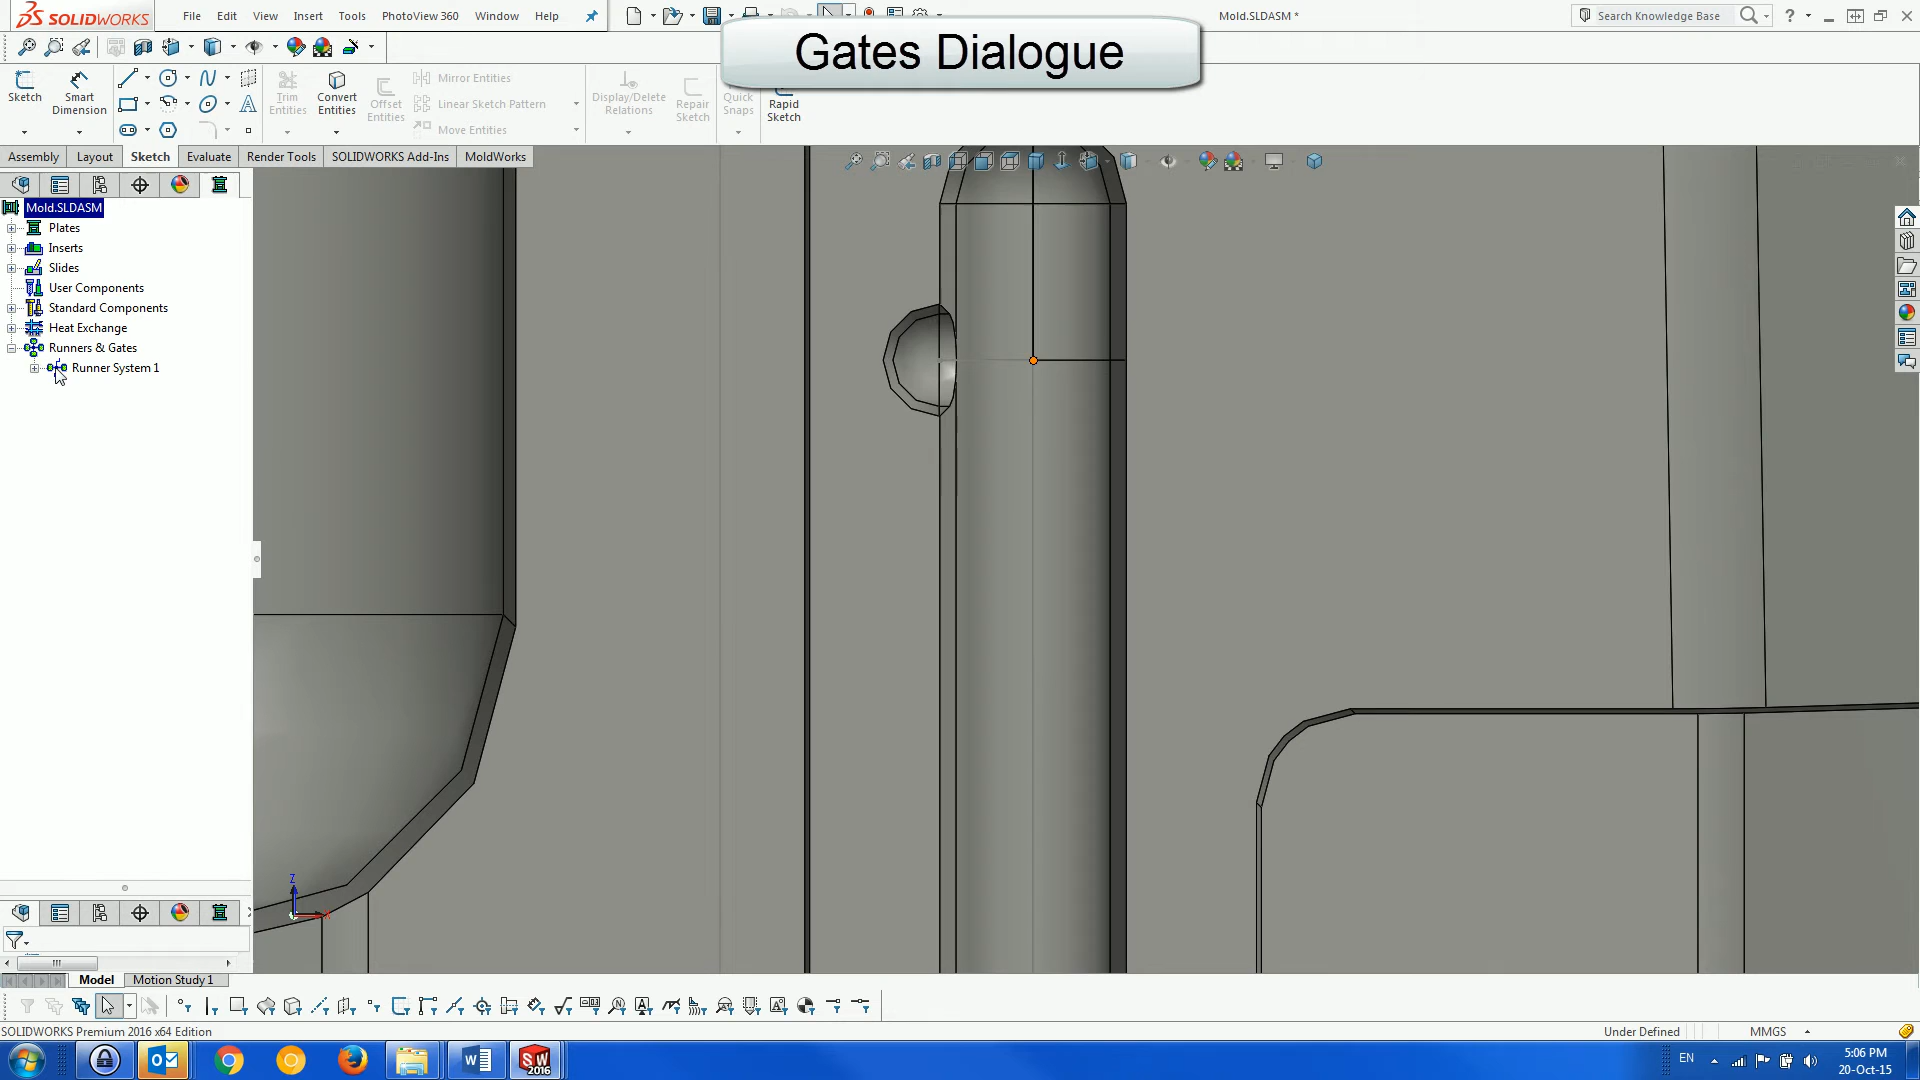 SOLIDWORKS
File Edit View Insert Tools PhotoView 360 Window Help
Mold.SLDASM *
Search Knowledge Base
Gates Dialogue
Sketch
Smart Dimension
Trim Entities
Convert Entities
Offset Entities
Mirror Entities
Linear Sketch Pattern
Move Entities
Display/Delete Relations
Repair Sketch
Quick Snaps
Rapid Sketch
Assembly Layout Sketch Evaluate Render Tools SOLIDWORKS Add-Ins MoldWorks
Mold.SLDASM
Plates
Inserts
Slides
User Components
Standard Components
Heat Exchange
Runners & Gates
Runner System 1
Z
X
Model Motion Study 1
SOLIDWORKS Premium 2016 x64 Edition
Under Defined
MMGS
EN
5:06 PM
20-Oct-15
SW
2016